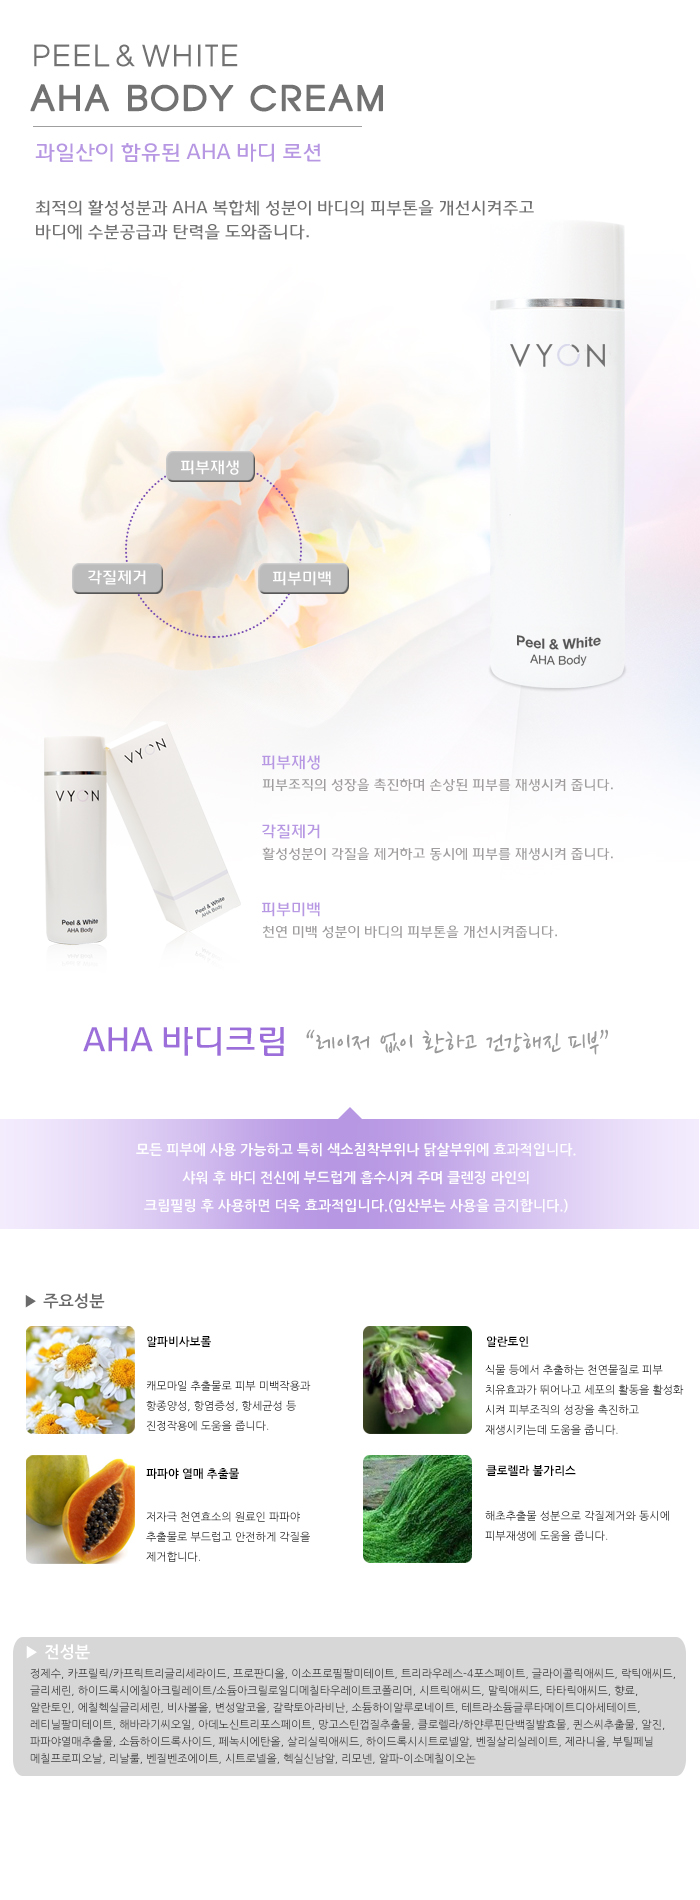 PEEL & WHITE
AHA BODY CREAM
과일산이 함유된 AHA 바디 로션
최적의 활성성분과 AHA 복합체 성분이 바디의 피부톤을 개선시켜주고
바디에 수분공급과 탄력을 도와줍니다.
VYON
피부재생
각질제거
피부미백
Peel & White
AHA Body
VYON
VYON
Peel & White
AHA Body
Peel & White
AHA Body
피부재생
피부조직의 성장을 촉진하며 손상된 피부를 재생시켜 줍니다.
각질제거
활성성분이 각질을 제거하고 동시에 피부를 재생시켜 줍니다.
피부미백
천연 미백 성분이 바디의 피부톤을 개선시켜줍니다.
AHA 바디크림 “레이저 없이 환하고 건강해진 피부”
모든 피부에 사용 가능하고 특히 색소침착부위나 닭살부위에 효과적입니다.
샤워 후 바디 전신에 부드럽게 흡수시켜 주며 클렌징 라인의
크림필링 후 사용하면 더욱 효과적입니다.(임산부는 사용을 금지합니다.)
▶ 주요성분
알파비사보롤
캐모마일 추출물로 피부 미백작용과
항종양성, 항염증성, 항세균성 등
진정작용에 도움을 줍니다.
알란토인
식물 등에서 추출하는 천연물질로 피부
치유효과가 뛰어나고 세포의 활동을 활성화
시켜 피부조직의 성장을 촉진하고
재생시키는데 도움을 줍니다.
파파야 열매 추출물
저자극 천연효소의 원료인 파파야
추출물로 부드럽고 안전하게 각질을
제거합니다.
클로렐라 불가리스
해초추출물 성분으로 각질제거와 동시에
피부재생에 도움을 줍니다.
▶ 전성분
정제수, 카프릴릭/카프릭트리글리세라이드, 프로판디올, 이소프로필팔미테이트, 트리라우레스-4포스페이트, 글라이콜릭애씨드, 락틱애씨드,
글리세린, 하이드록시에칠아크릴레이트/소듐아크릴로일디메칠타우레이트코폴리머, 시트릭애씨드, 말릭애씨드, 타타릭애씨드, 향료,
알란토인, 에칠헥실글리세린, 비사볼올, 변성알코올, 갈락토아라비난, 소듐하이알루로네이트, 테트라소듐글루타메이트디아세테이트,
레티닐팔미테이트, 해바라기씨오일, 아데노신트리포스페이트, 망고스틴껍질추출물, 클로렐라/하얀루핀단백질발효물, 퀸스씨추출물, 알진,
파파야열매추출물, 소듐하이드록사이드, 페녹시에탄올, 살리실릭애씨드, 하이드록시시트로넬알, 벤질살리실레이트, 제라니올, 부틸페닐
메칠프로피오날, 리날룰, 벤질벤조에이트, 시트로넬올, 헥실신남알, 리모넨, 알파-이소메칠이오논